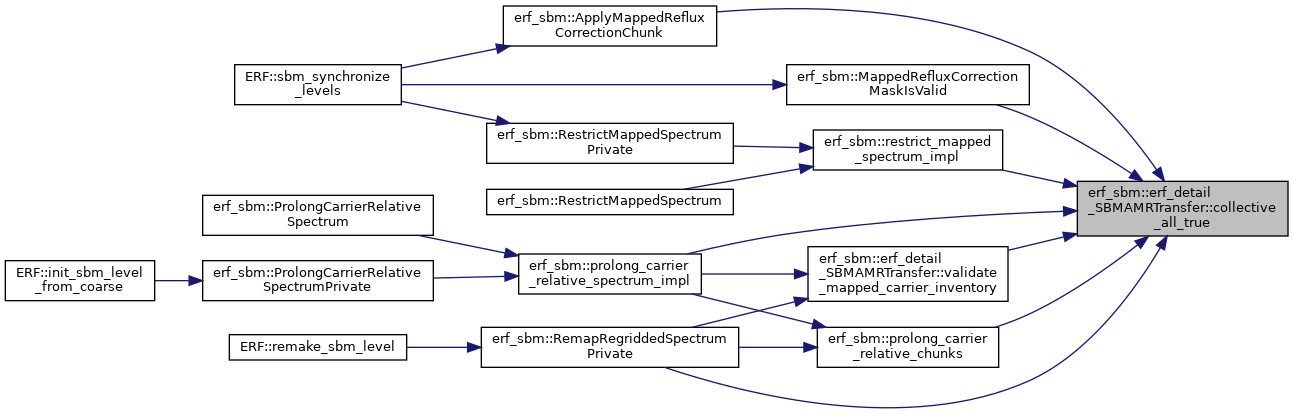 erf_sbm::ApplyMappedReflux
CorrectionChunk
ERF::sbm_synchronize
_levels
erf_sbm::MappedRefluxCorrection
MaskIsValid
erf_sbm::RestrictMappedSpectrum
Private
erf_sbm::restrict_mapped
_spectrum_impl
erf_sbm::RestrictMappedSpectrum
erf_sbm::erf_detail
_SBMAMRTransfer::collective
_all_true
erf_sbm::ProlongCarrierRelative
Spectrum
ERF::init_sbm_level
_from_coarse
erf_sbm::ProlongCarrierRelative
SpectrumPrivate
erf_sbm::prolong_carrier
_relative_spectrum_impl
erf_sbm::erf_detail
_SBMAMRTransfer::validate
_mapped_carrier_inventory
ERF::remake_sbm_level
erf_sbm::RemapRegriddedSpectrum
Private
erf_sbm::prolong_carrier
_relative_chunks